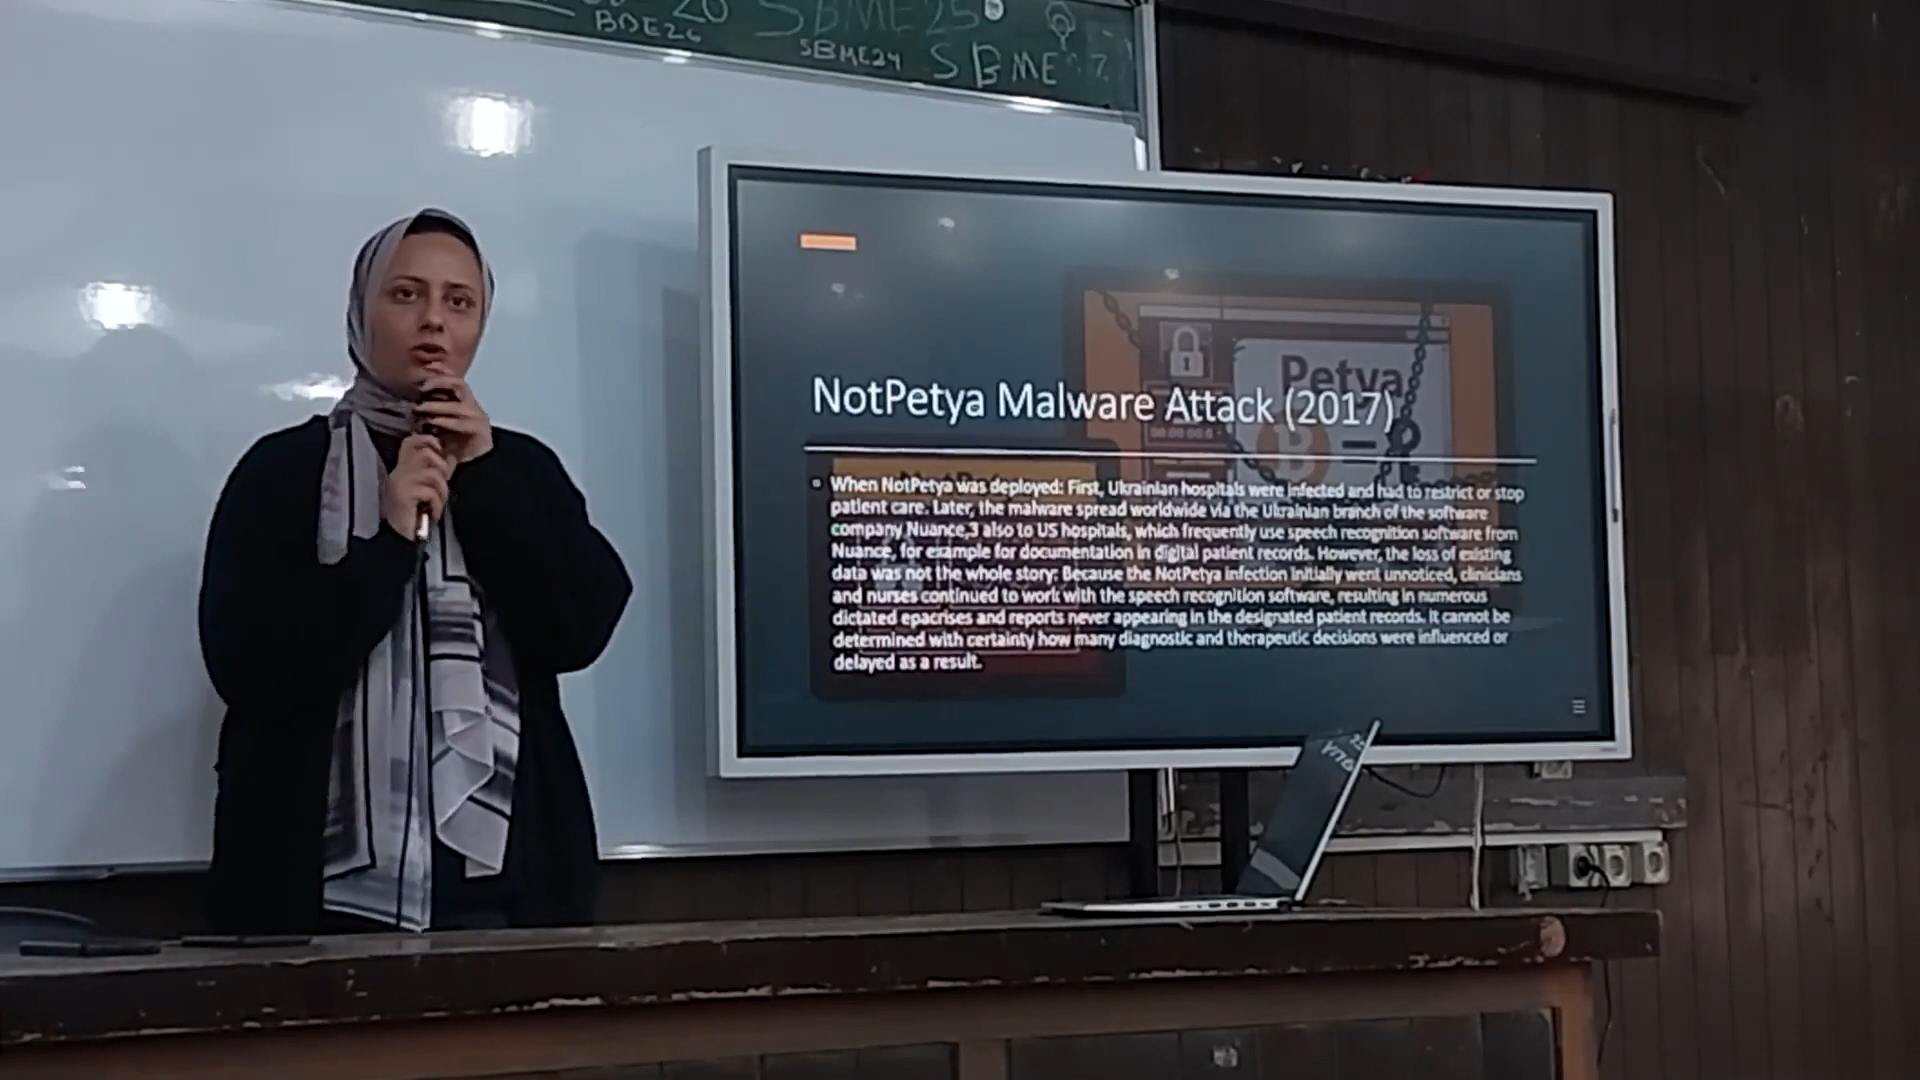 20
SBME25
BDE26
SBME24
SBME
Petya
NotPetya Malware Attack (2017)
When NotPetya was deployed: First, Ukrainian hospitals were infected and had to restrict or stop
patient care. Later, the malware spread worldwide via the Ukrainian branch of the software
company Nuance,3 also to US hospitals, which frequently use speech recognition software from
Nuance, for example for documentation in digital patient records. However, the loss of existing
data was not the whole story: Because the NotPetya infection initially went unnoticed, clinicians
and nurses continued to work with the speech recognition software, resulting in numerous
dictated epacrises and reports never appearing in the designated patient records. It cannot be
determined with certainty how many diagnostic and therapeutic decisions were influenced or
delayed as a result.